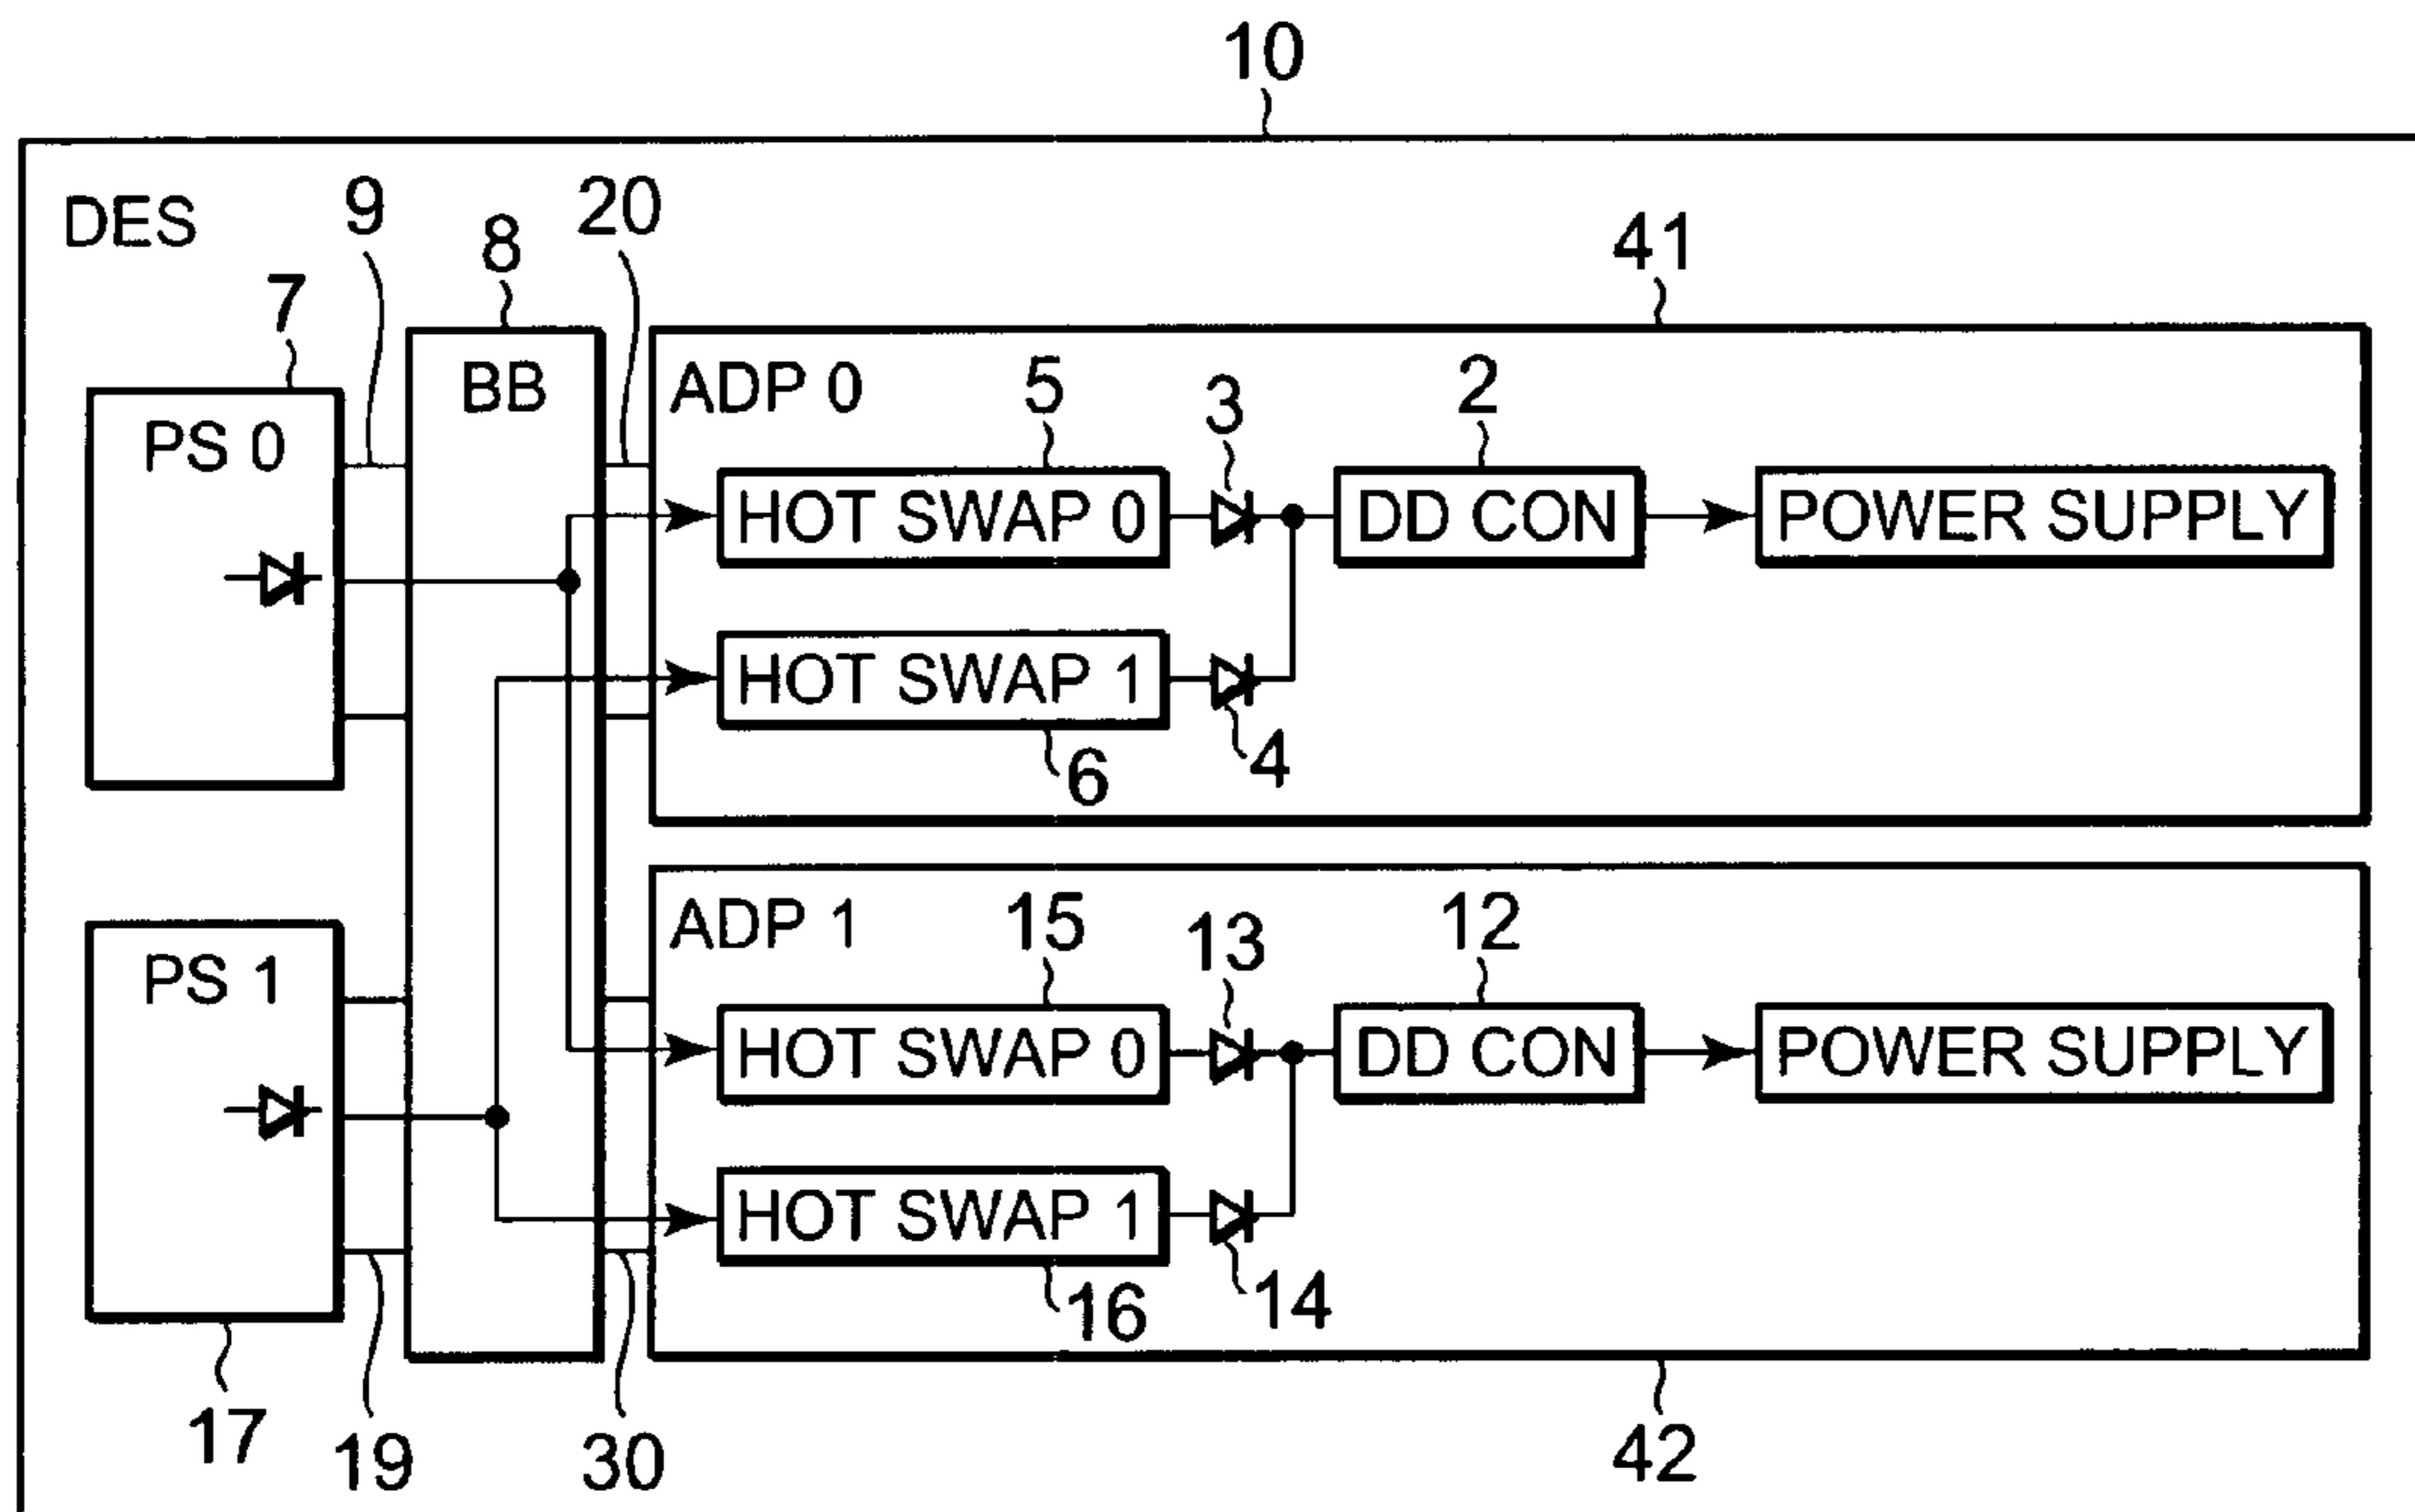 10
DES
9
8
20
41
7
BB
ADP 0
5
3
2
PS 0
HOT SWAP 0
DD CON
POWER SUPPLY
HOT SWAP 1
6
4
PS 1
ADP 1
15
13
12
HOT SWAP 0
DD CON
POWER SUPPLY
HOT SWAP 1
16
14
17
19
30
42